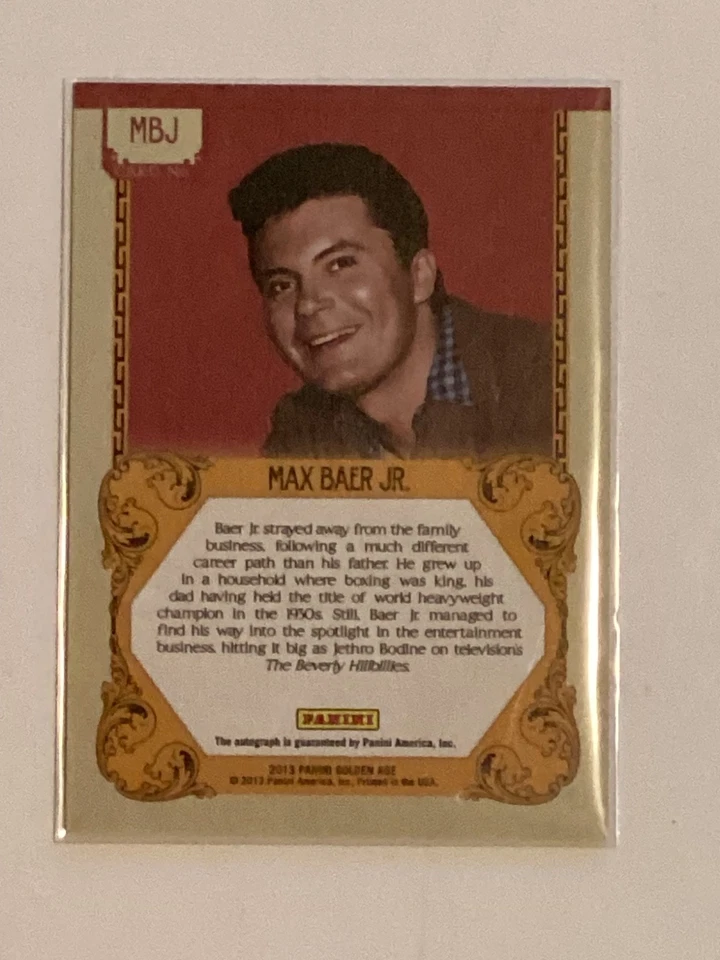 MBJ
CARD No.
MAX BAER JR.
Baer Jr. strayed away from the family
business, following a much different
career path than his father. He grew up
in a household where boxing was king, his
dad having held the title of world heavyweight
champion in the 1930s. Still, Baer Jr. managed to
find his way into the spotlight in the entertainment
business, hitting it big as Jethro Bodine on television's
The Beverly Hillbillies.
PANINI
The autograph is guaranteed by Panini America, Inc.
2013 PANINI GOLDEN AGE
© 2013 Panini America, Inc. Printed in the USA.